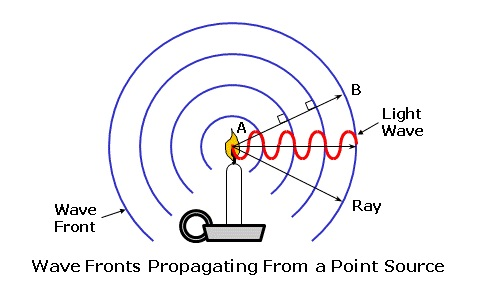 B
A
Light
Wave
Ray
Wave
Front
Wave Fronts Propagating From a Point Source